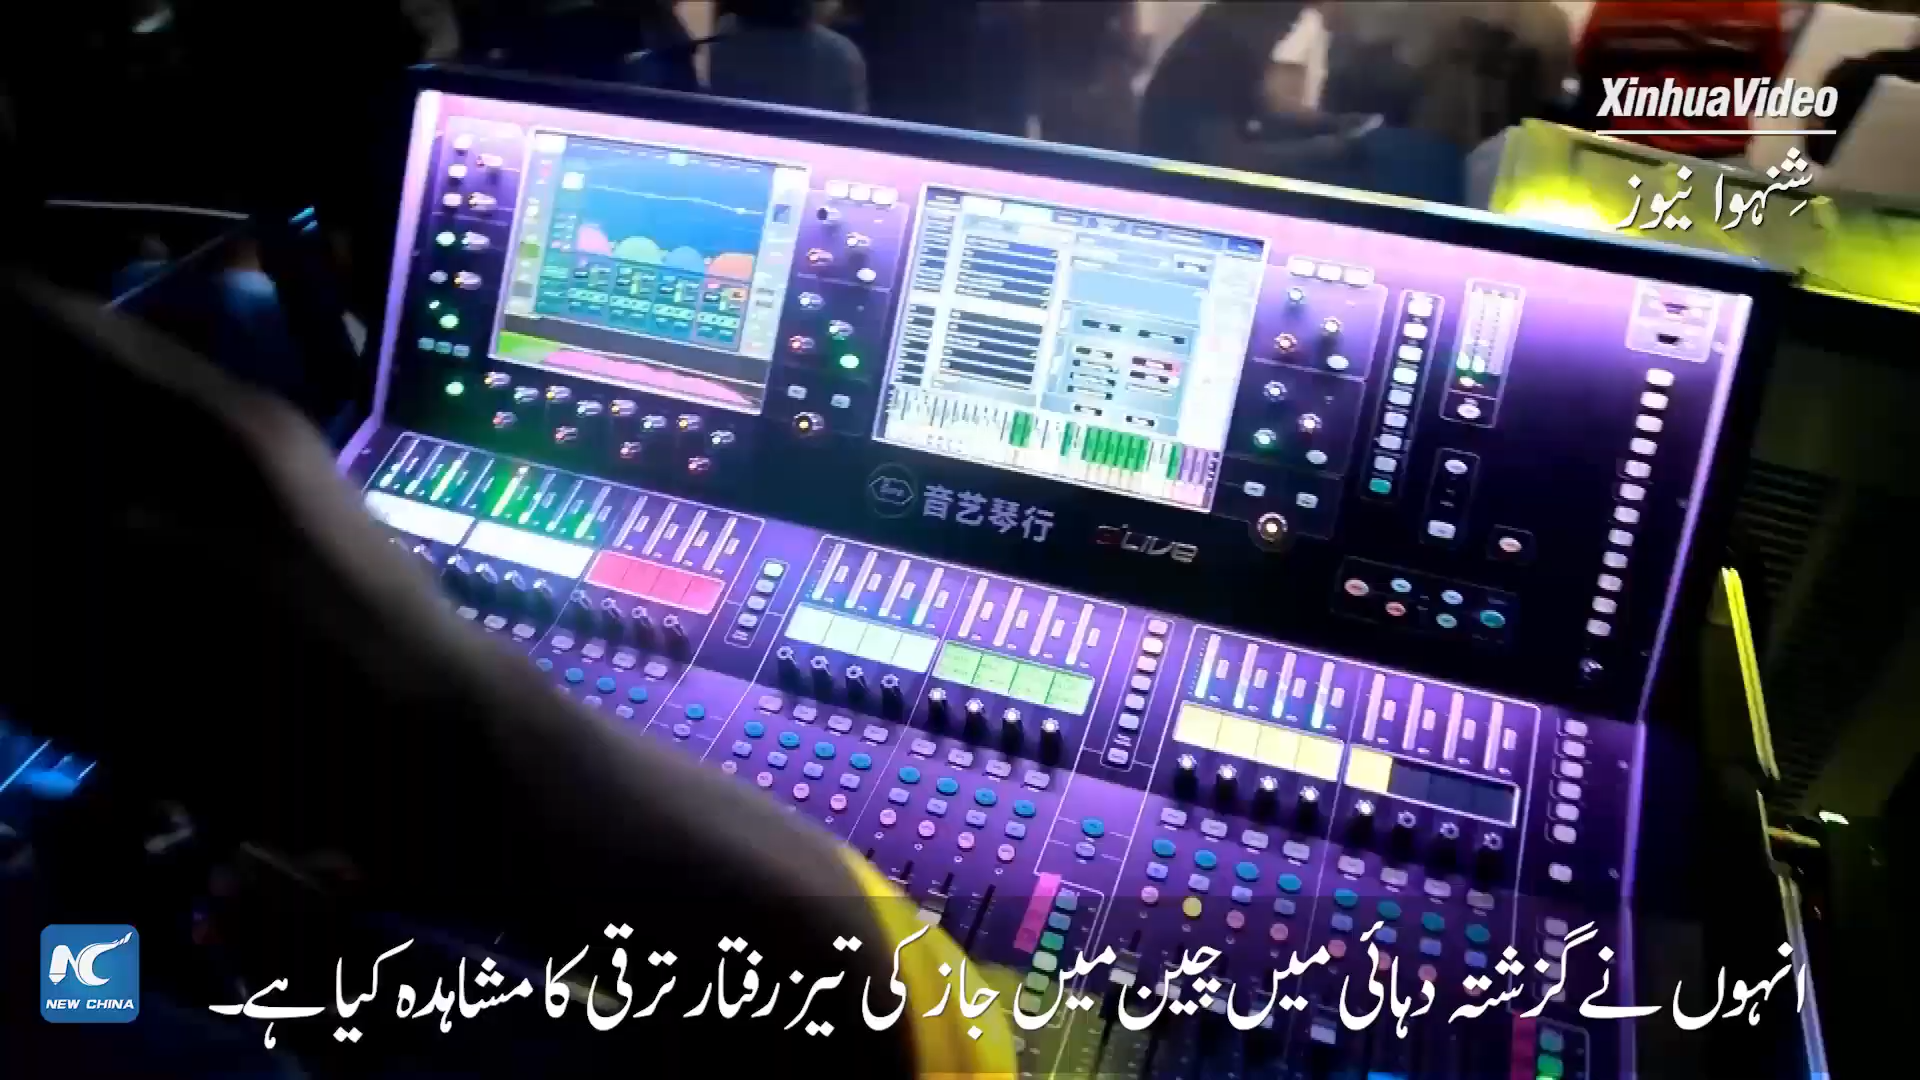 XinhuaVideo
شِنہوا نیوز
音艺琴行
dLive
انہوں نے گزشتہ دہائی میں چین میں جاز کی تیز رفتار ترقی کا مشاہدہ کیا ہے۔
NEW CHINA